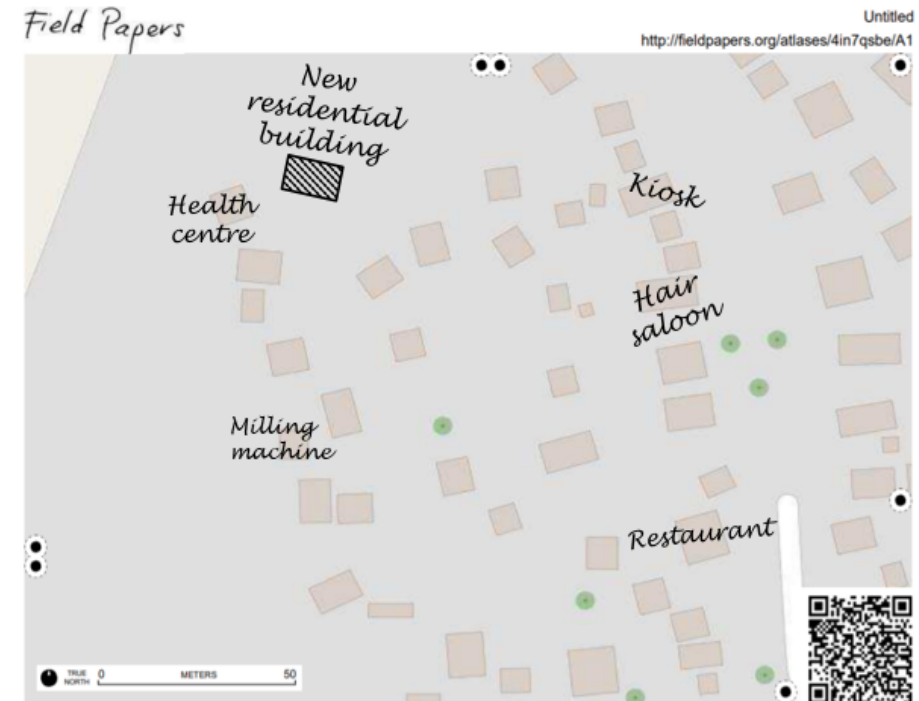 Field Papers
Untitled
http://fieldpapers.org/atlases/4in7qsbe/A1
New
residential
building
Health
centre
Kiosk
Hair
saloon
Milling
machine
Restaurant
TRUE
NORTH
0 METERS 50